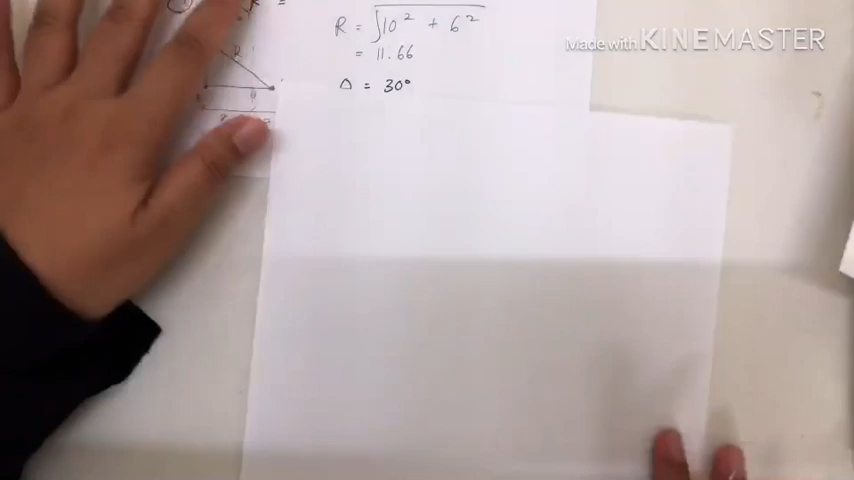 R = √10² + 6²
= 11.66
Δ = 30°
Made with KINEMASTER